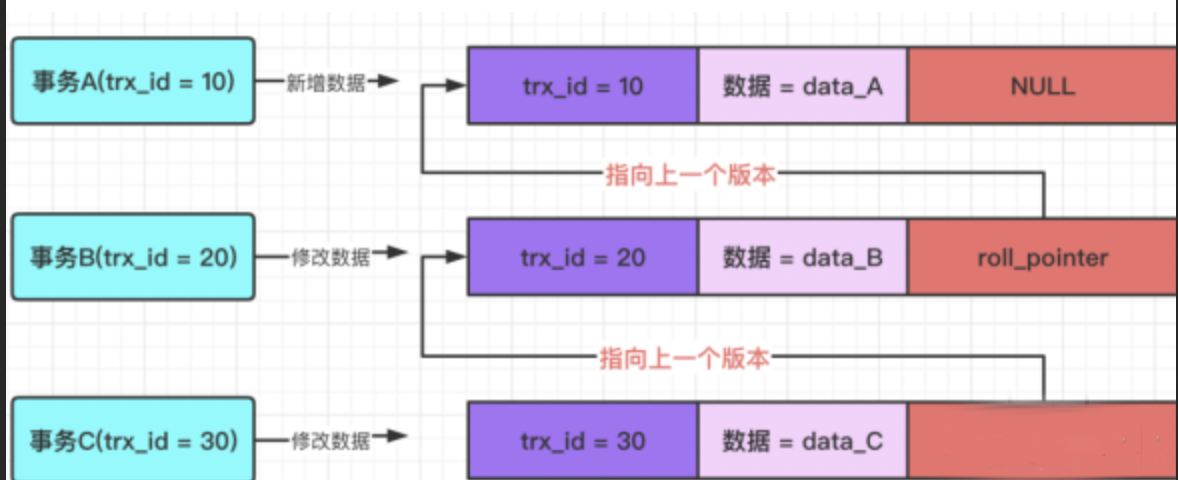 事务A(trx_id = 10)
新增数据
trx_id = 10
数据 = data_A
NULL
指向上一个版本
事务B(trx_id = 20)
修改数据
trx_id = 20
数据 = data_B
roll_pointer
指向上一个版本
事务C(trx_id = 30)
修改数据
trx_id = 30
数据 = data_C